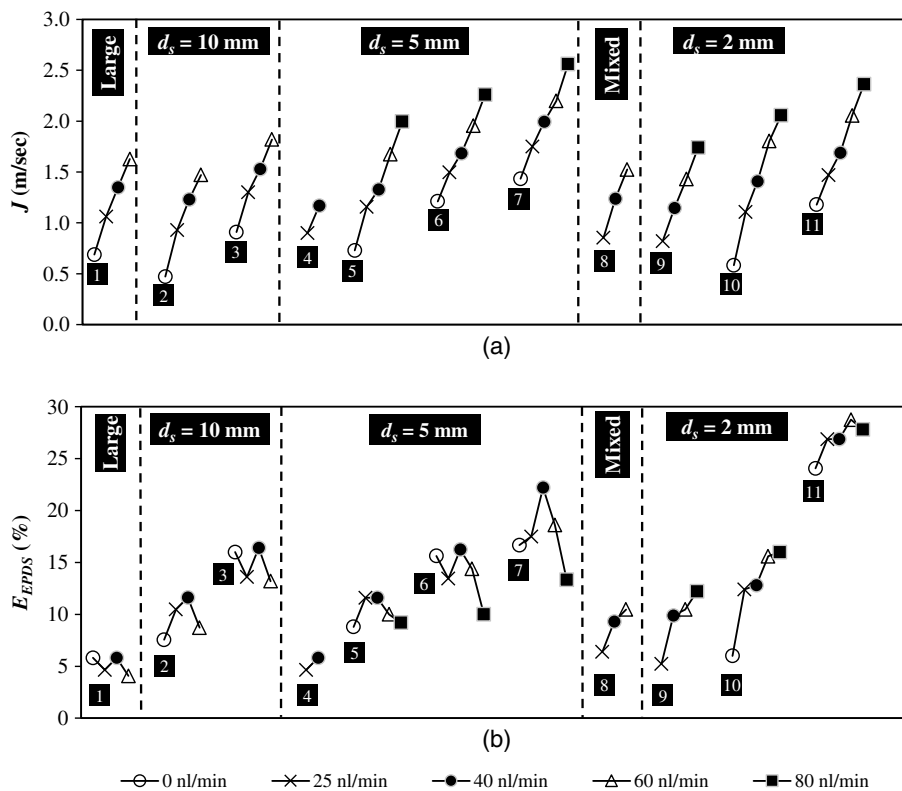 3.0
2.5
2.0
1.5
1.0
0.5
0.0
J (m/sec)
Large
d_s = 10 mm
d_s = 5 mm
Mixed
d_s = 2 mm
1
2
3
4
5
6
7
8
9
10
11
(a)
30
25
20
15
10
5
0
E_EPDS (%)
Large
d_s = 10 mm
d_s = 5 mm
Mixed
d_s = 2 mm
1
2
3
4
5
6
7
8
9
10
11
(b)
0 nl/min 25 nl/min 40 nl/min 60 nl/min 80 nl/min